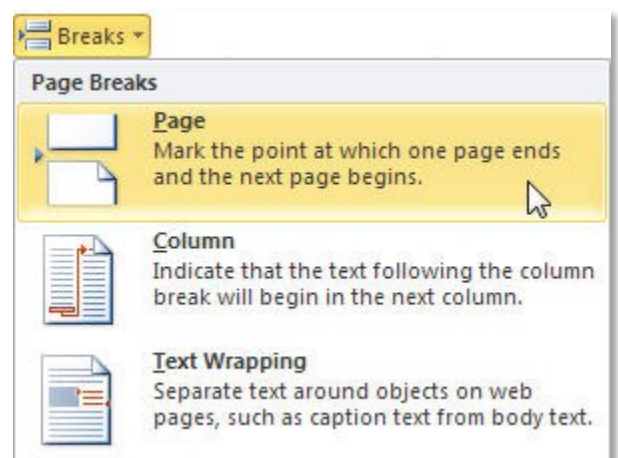 Breaks
Page Breaks
Page
Mark the point at which one page ends
and the next page begins.
Column
Indicate that the text following the column
break will begin in the next column.
Text Wrapping
Separate text around objects on web
pages, such as caption text from body text.